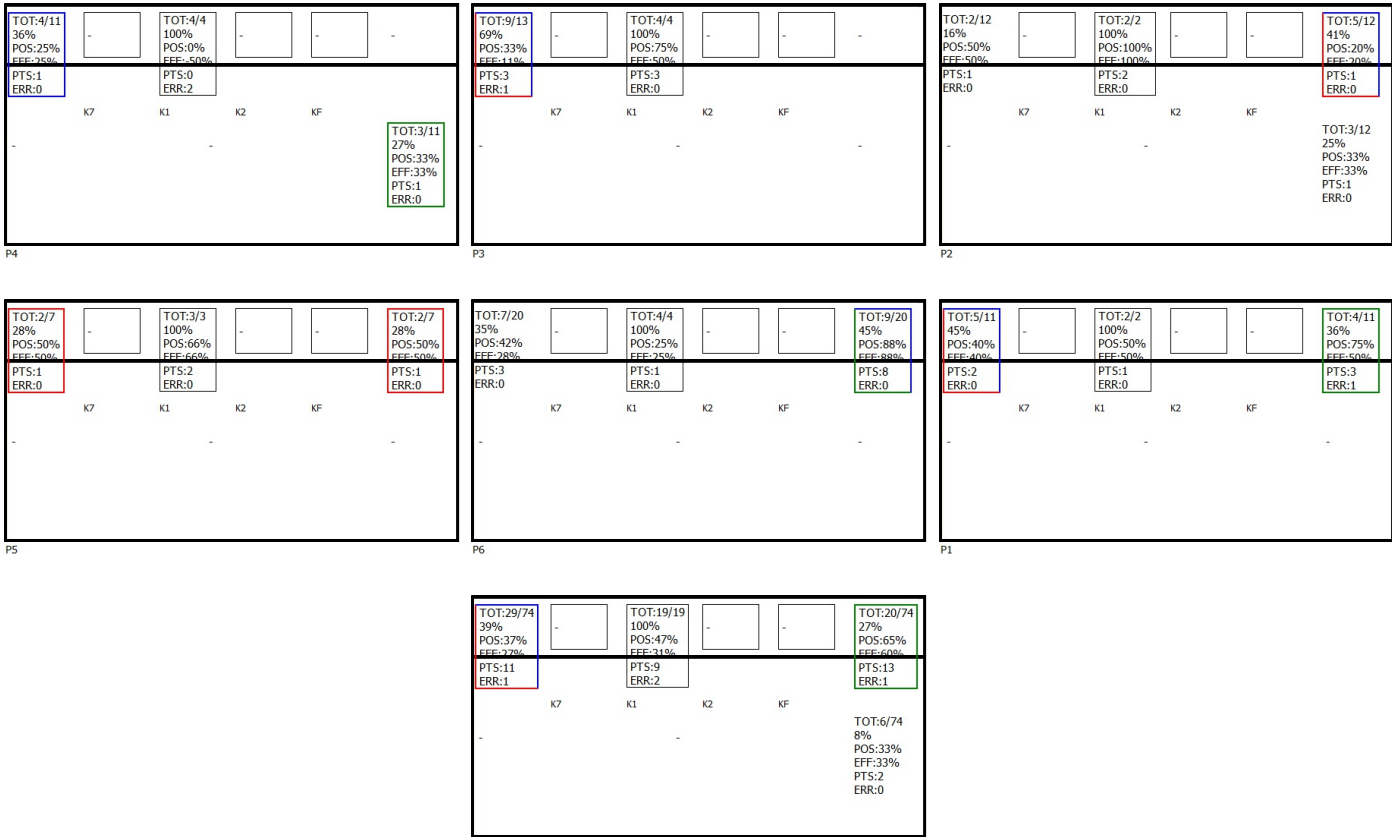 TOT:4/11
36%
POS:25%
EFF:25%
PTS:1
ERR:0
-
TOT:4/4
100%
POS:0%
EFF:-50%
PTS:0
ERR:2
-
-
-
K7
K1
K2
KF
-
-
TOT:3/11
27%
POS:33%
EFF:33%
PTS:1
ERR:0
P4
TOT:9/13
69%
POS:33%
EFF:11%
PTS:3
ERR:1
-
TOT:4/4
100%
POS:75%
EFF:50%
PTS:3
ERR:0
-
-
-
K7
K1
K2
KF
-
-
-
P3
TOT:2/12
16%
POS:50%
EFF:50%
PTS:1
ERR:0
-
TOT:2/2
100%
POS:100%
EFF:100%
PTS:2
ERR:0
-
-
TOT:5/12
41%
POS:20%
EFF:20%
PTS:1
ERR:0
K7
K1
K2
KF
-
-
TOT:3/12
25%
POS:33%
EFF:33%
PTS:1
ERR:0
P2
TOT:2/7
28%
POS:50%
EFF:50%
PTS:1
ERR:0
-
TOT:3/3
100%
POS:66%
EFF:66%
PTS:2
ERR:0
-
-
TOT:2/7
28%
POS:50%
EFF:50%
PTS:1
ERR:0
K7
K1
K2
KF
-
-
-
P5
TOT:7/20
35%
POS:42%
EFF:28%
PTS:3
ERR:0
-
TOT:4/4
100%
POS:25%
EFF:25%
PTS:1
ERR:0
-
-
TOT:9/20
45%
POS:88%
EFF:88%
PTS:8
ERR:0
K7
K1
K2
KF
-
-
-
P6
TOT:5/11
45%
POS:40%
EFF:40%
PTS:2
ERR:0
-
TOT:2/2
100%
POS:50%
EFF:50%
PTS:1
ERR:0
-
-
TOT:4/11
36%
POS:75%
EFF:50%
PTS:3
ERR:1
K7
K1
K2
KF
-
-
-
P1
TOT:29/74
39%
POS:37%
EFF:27%
PTS:11
ERR:1
-
TOT:19/19
100%
POS:47%
EFF:31%
PTS:9
ERR:2
-
-
TOT:20/74
27%
POS:65%
EFF:60%
PTS:13
ERR:1
K7
K1
K2
KF
-
-
TOT:6/74
8%
POS:33%
EFF:33%
PTS:2
ERR:0